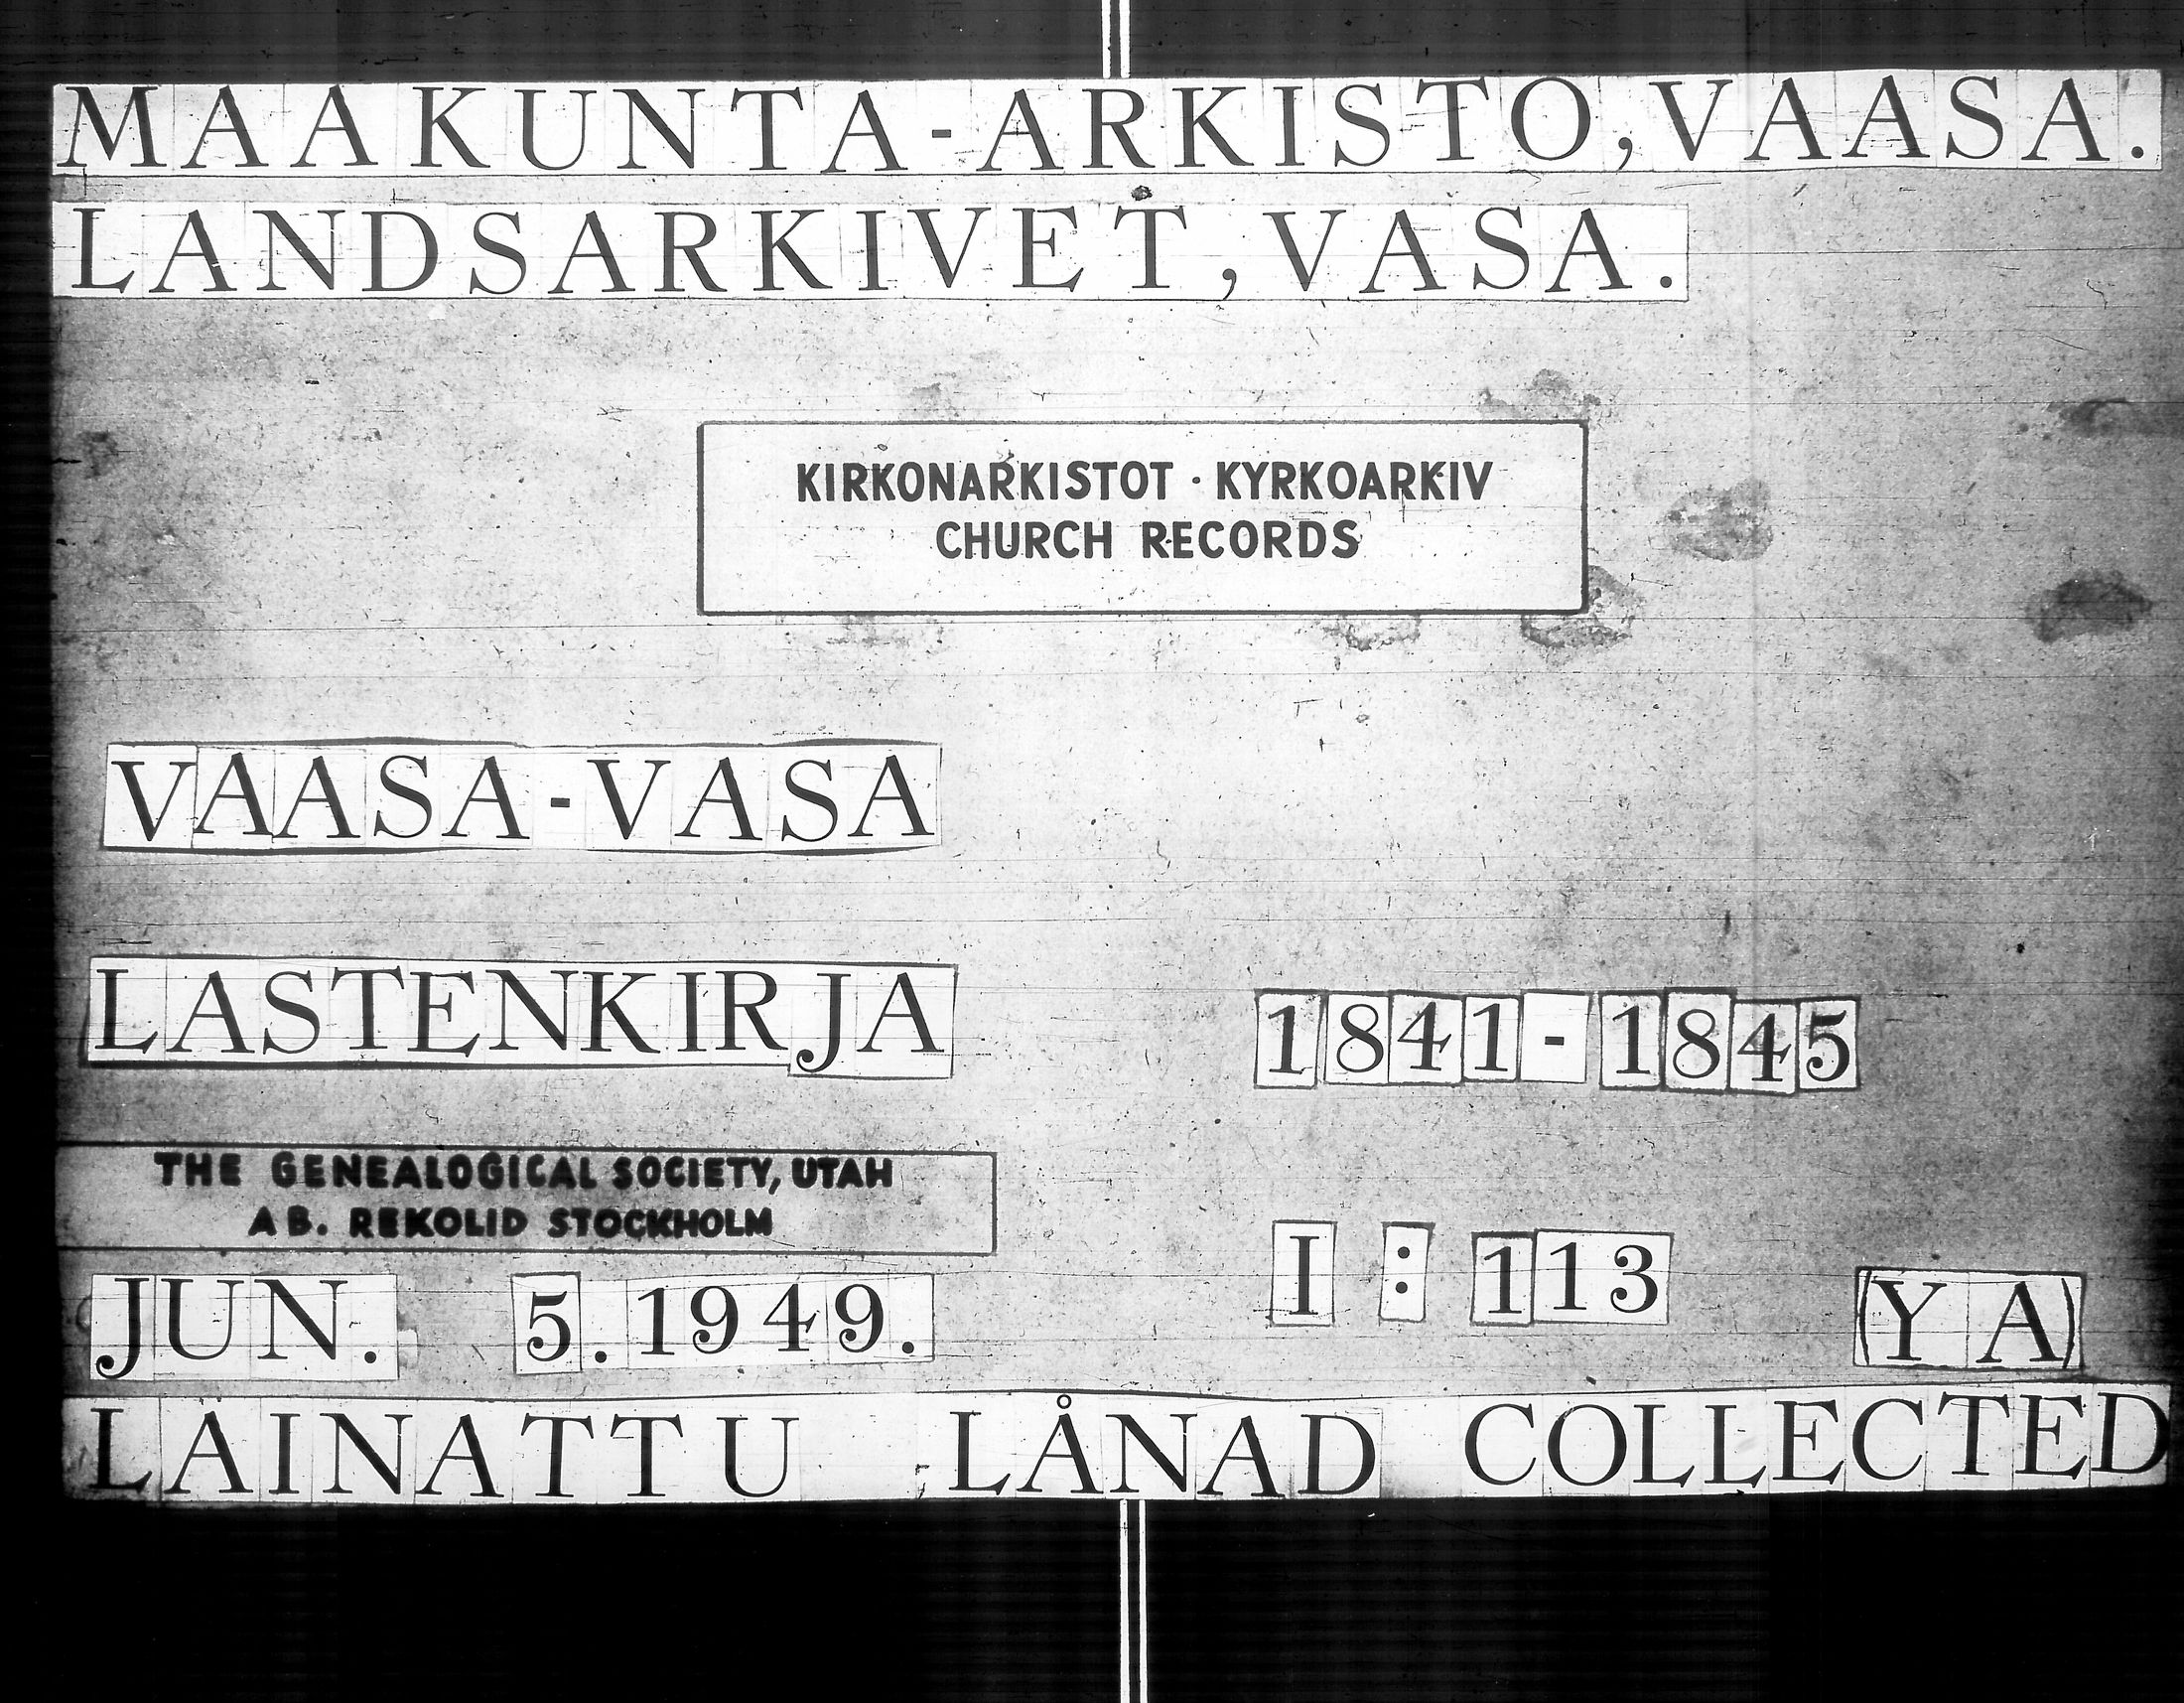 MAAKUNTA-ARKISTO, VAASA.
LANDSARKIVET, VASA.
KIRKONARKISTOT · KYRKOARKIV
CHURCH RECORDS
VAASA-VASA
LASTENKIRJA 1841-1845
THE GENEALOGICAL SOCIETY, UTAH
AB. REKOLID STOCKHOLM
I : 113
JUN. 5. 1949. (YA)
LAINATTU LÅNAD COLLECTED